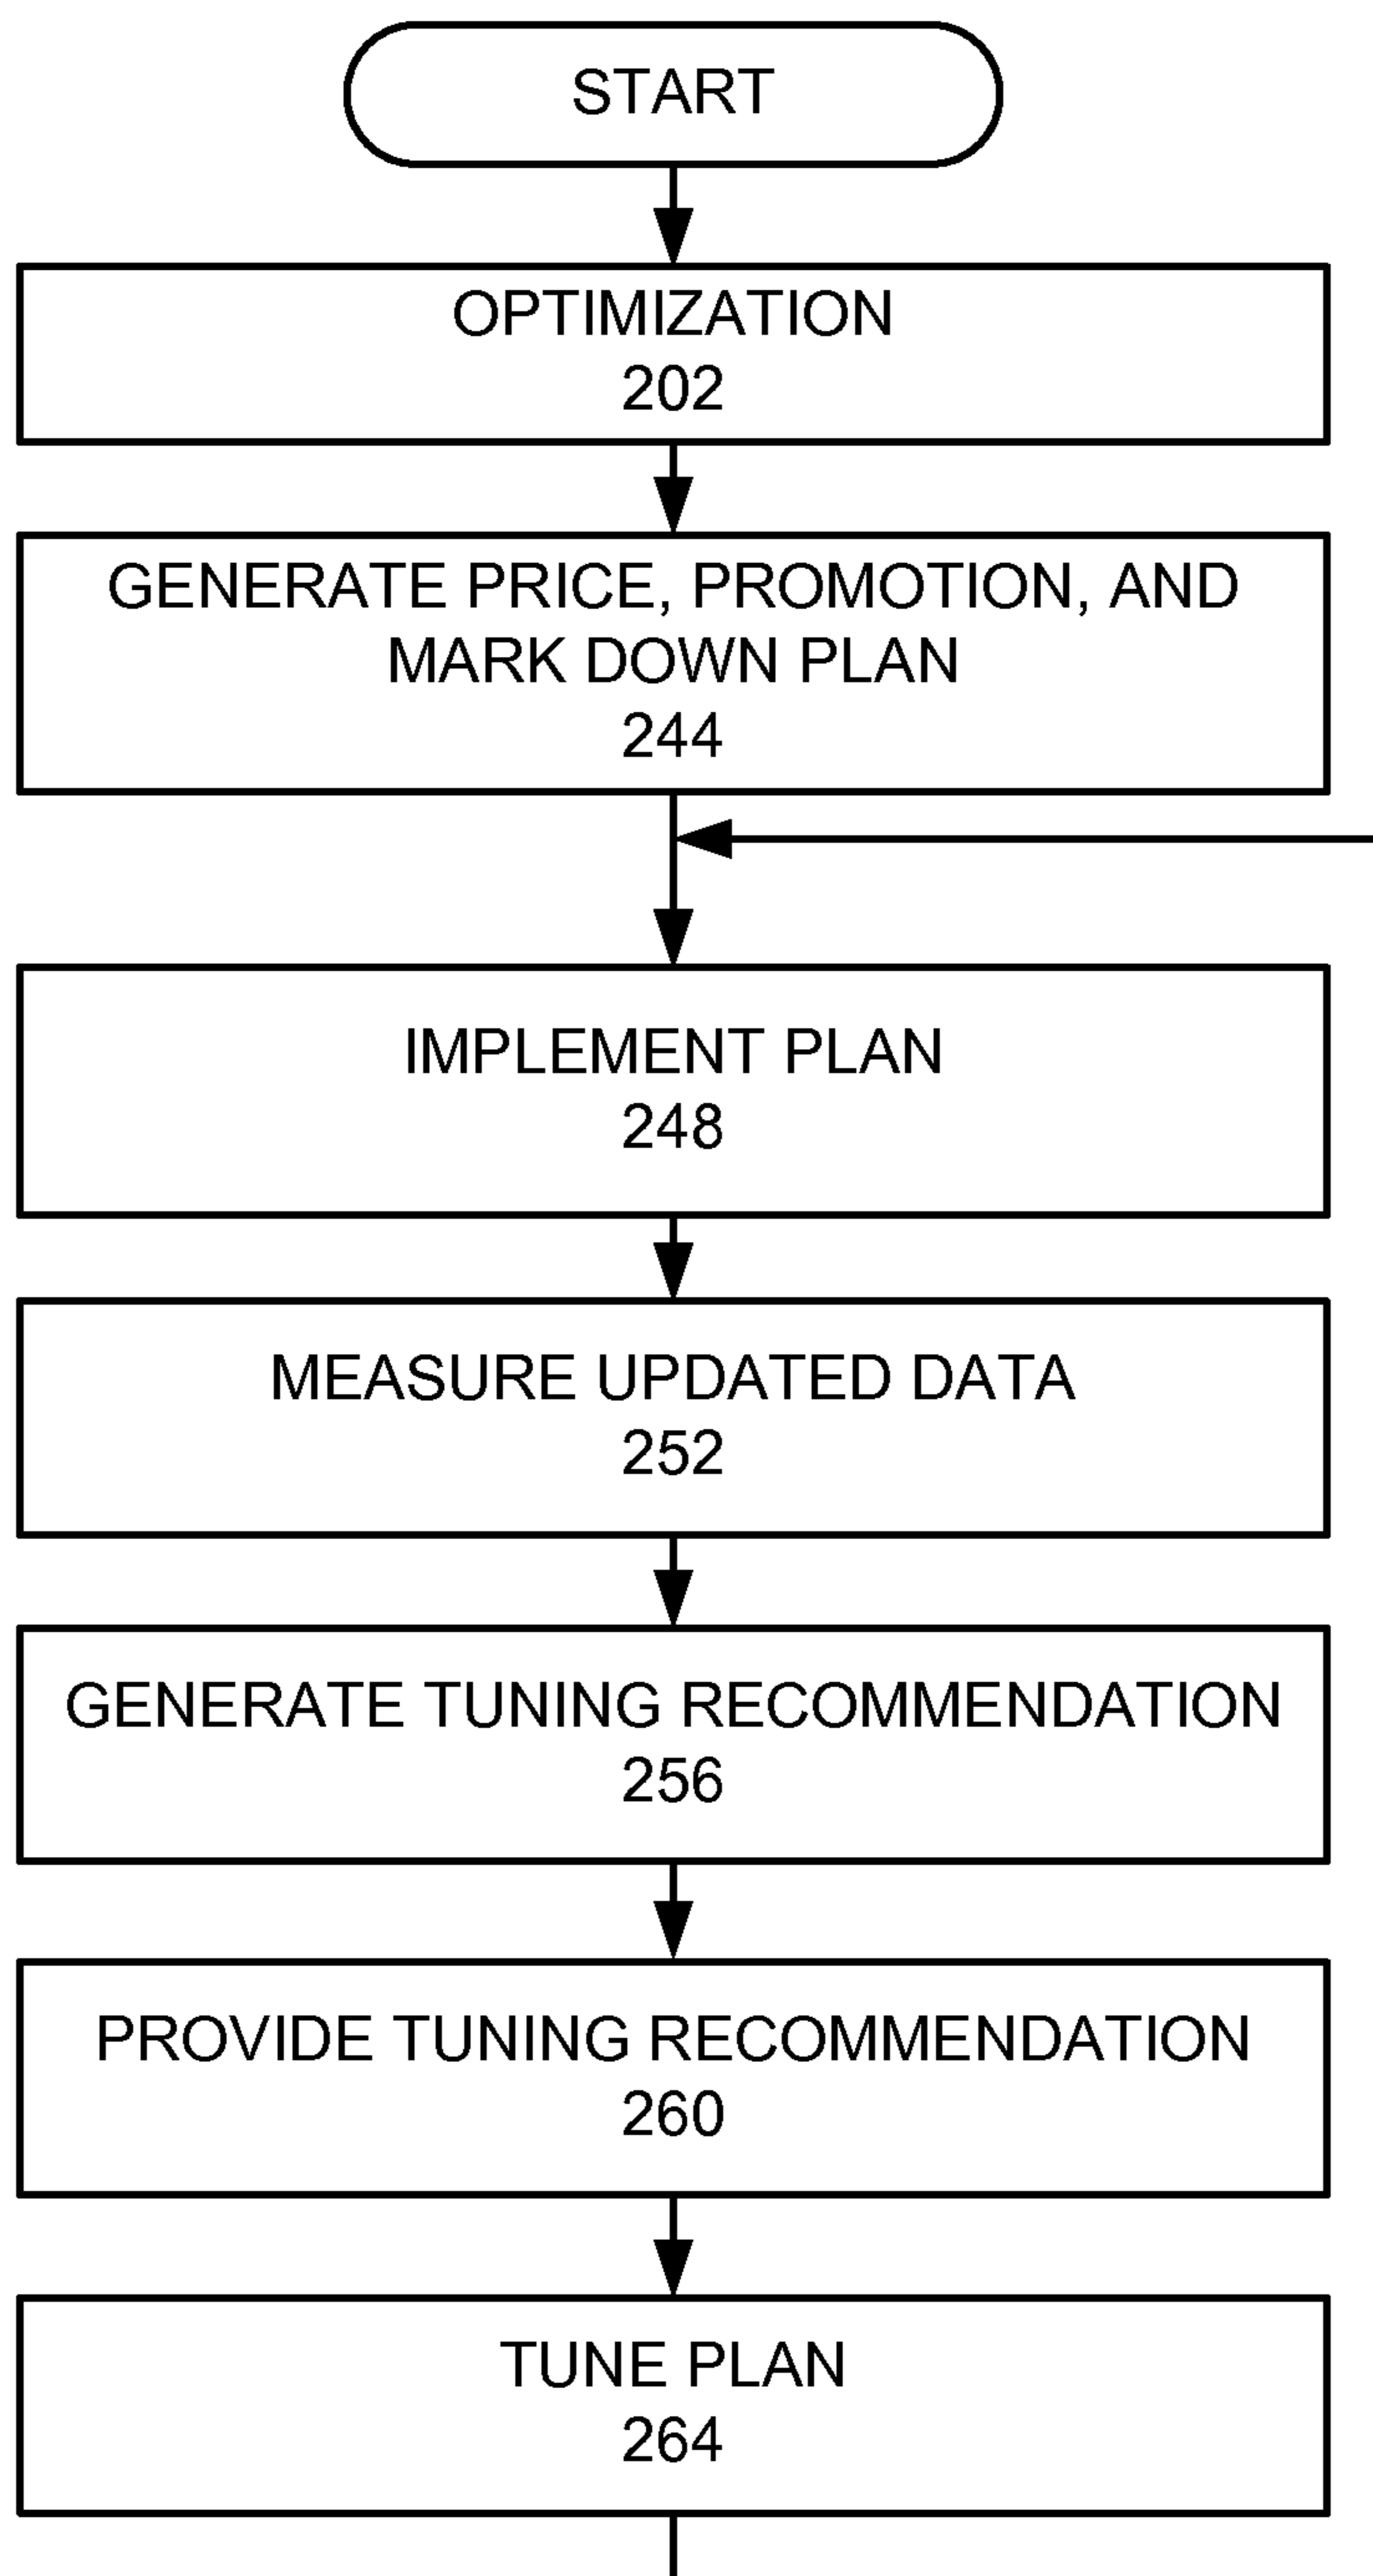 START
OPTIMIZATION
202
GENERATE PRICE, PROMOTION, AND
MARK DOWN PLAN
244
IMPLEMENT PLAN
248
MEASURE UPDATED DATA
252
GENERATE TUNING RECOMMENDATION
256
PROVIDE TUNING RECOMMENDATION
260
TUNE PLAN
264